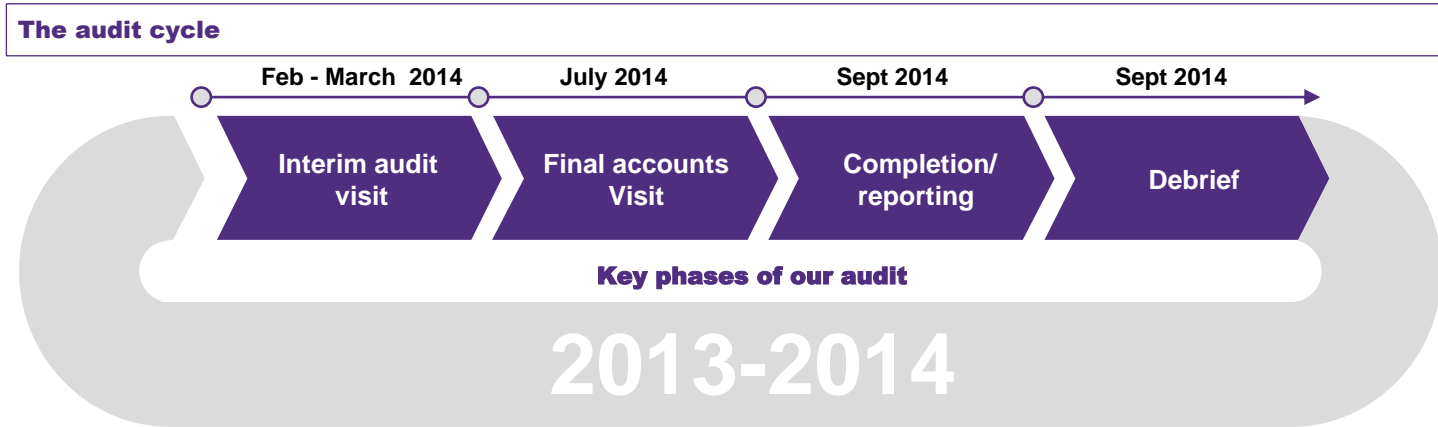 The audit cycle
Feb - March 2014
July 2014
Sept 2014
Sept 2014
Interim audit
visit
Final accounts
Visit
Completion/
reporting
Debrief
Key phases of our audit
2013-2014